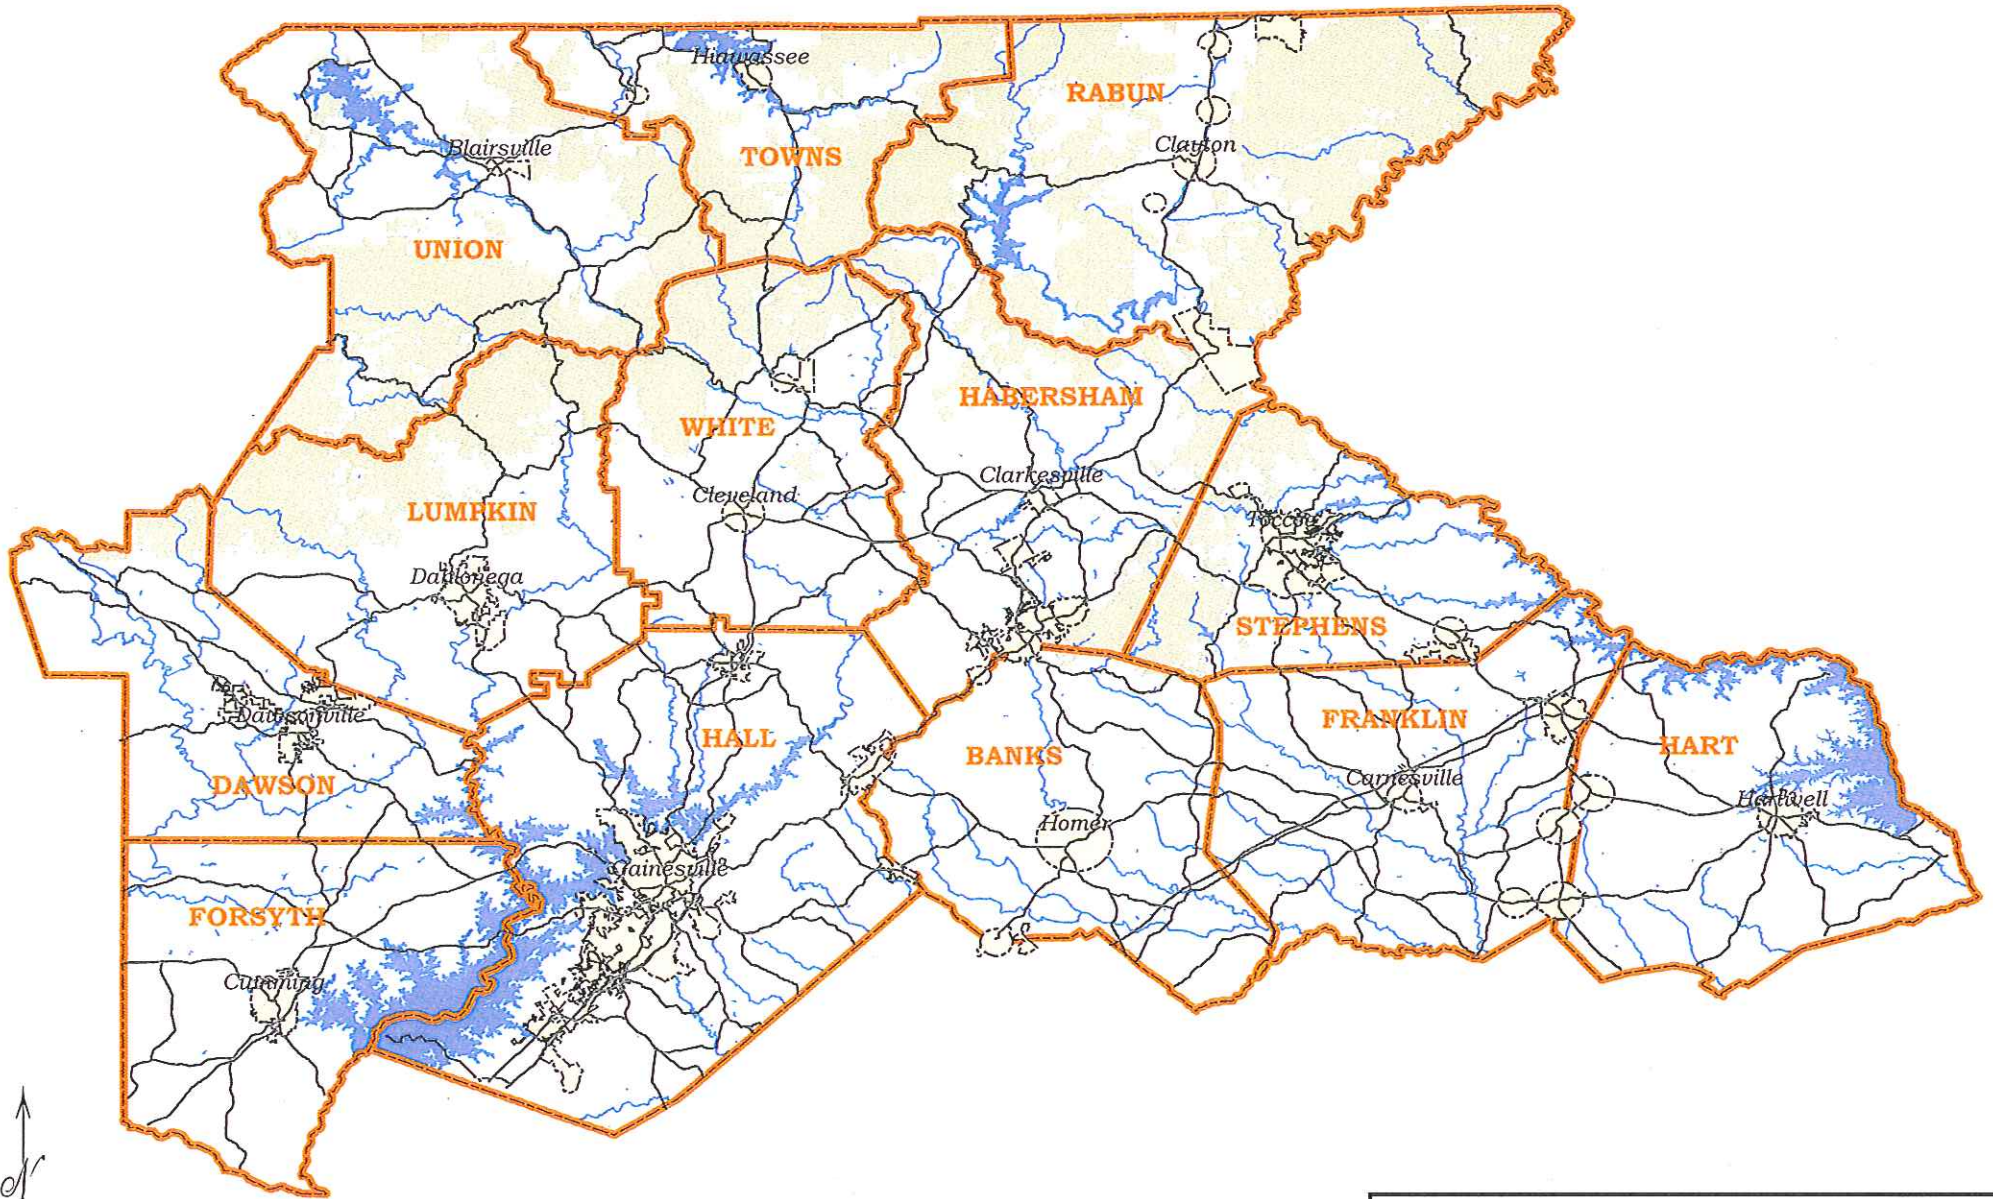 Hiawassee
RABUN
Clayton
Blairsville
TOWNS
UNION
HABERSHAM
WHITE
Clarkesville
Cleveland
LUMPKIN
Toccoa
Dahlonega
STEPHENS
Dawsonville
FRANKLIN
HALL
HART
BANKS
DAWSON
Carnesville
Hartwell
Homer
Gainesville
FORSYTH
Cumming
N